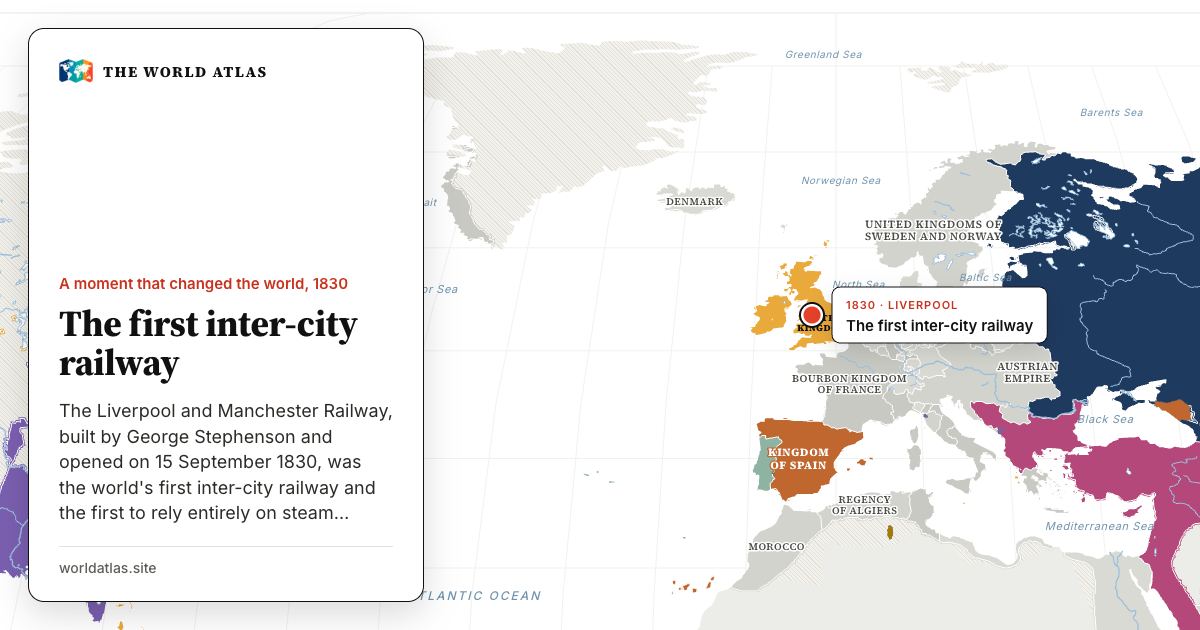 THE WORLD ATLAS
A moment that changed the world, 1830
The first inter-city
railway
The Liverpool and Manchester Railway,
built by George Stephenson and
opened on 15 September 1830, was
the world's first inter-city railway and
the first to rely entirely on steam...
worldatlas.site
Greenland Sea
Barents Sea
Norwegian Sea
DENMARK
UNITED KINGDOMS OF
SWEDEN AND NORWAY
Baltic Sea
North Sea
Sea
1830 · LIVERPOOL
The first inter-city railway
BOURBON KINGDOM
OF FRANCE
AUSTRIAN
EMPIRE
Black Sea
KINGDOM
OF SPAIN
REGENCY
OF ALGIERS
Mediterranean Sea
MOROCCO
TLANTIC OCEAN